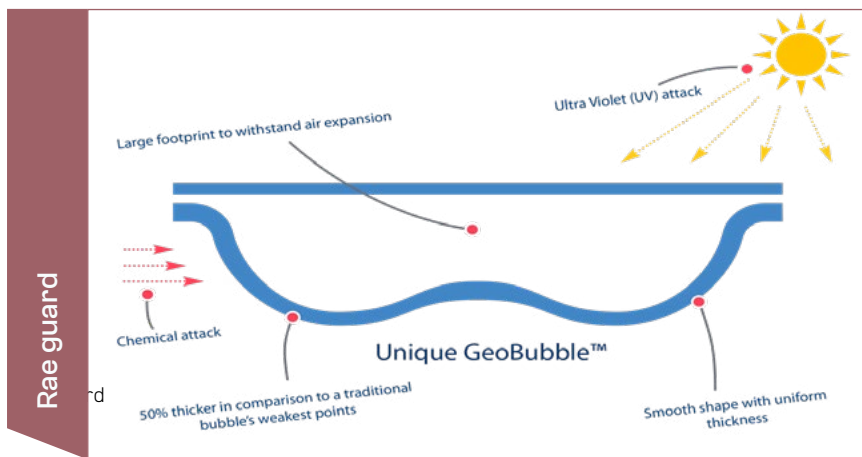 Ultra Violet (UV) attack
Large footprint to withstand air expansion
Chemical attack
Unique GeoBubble™
50% thicker in comparison to a traditional
bubble's weakest points
Smooth shape with uniform
thickness
Rae guard
rd